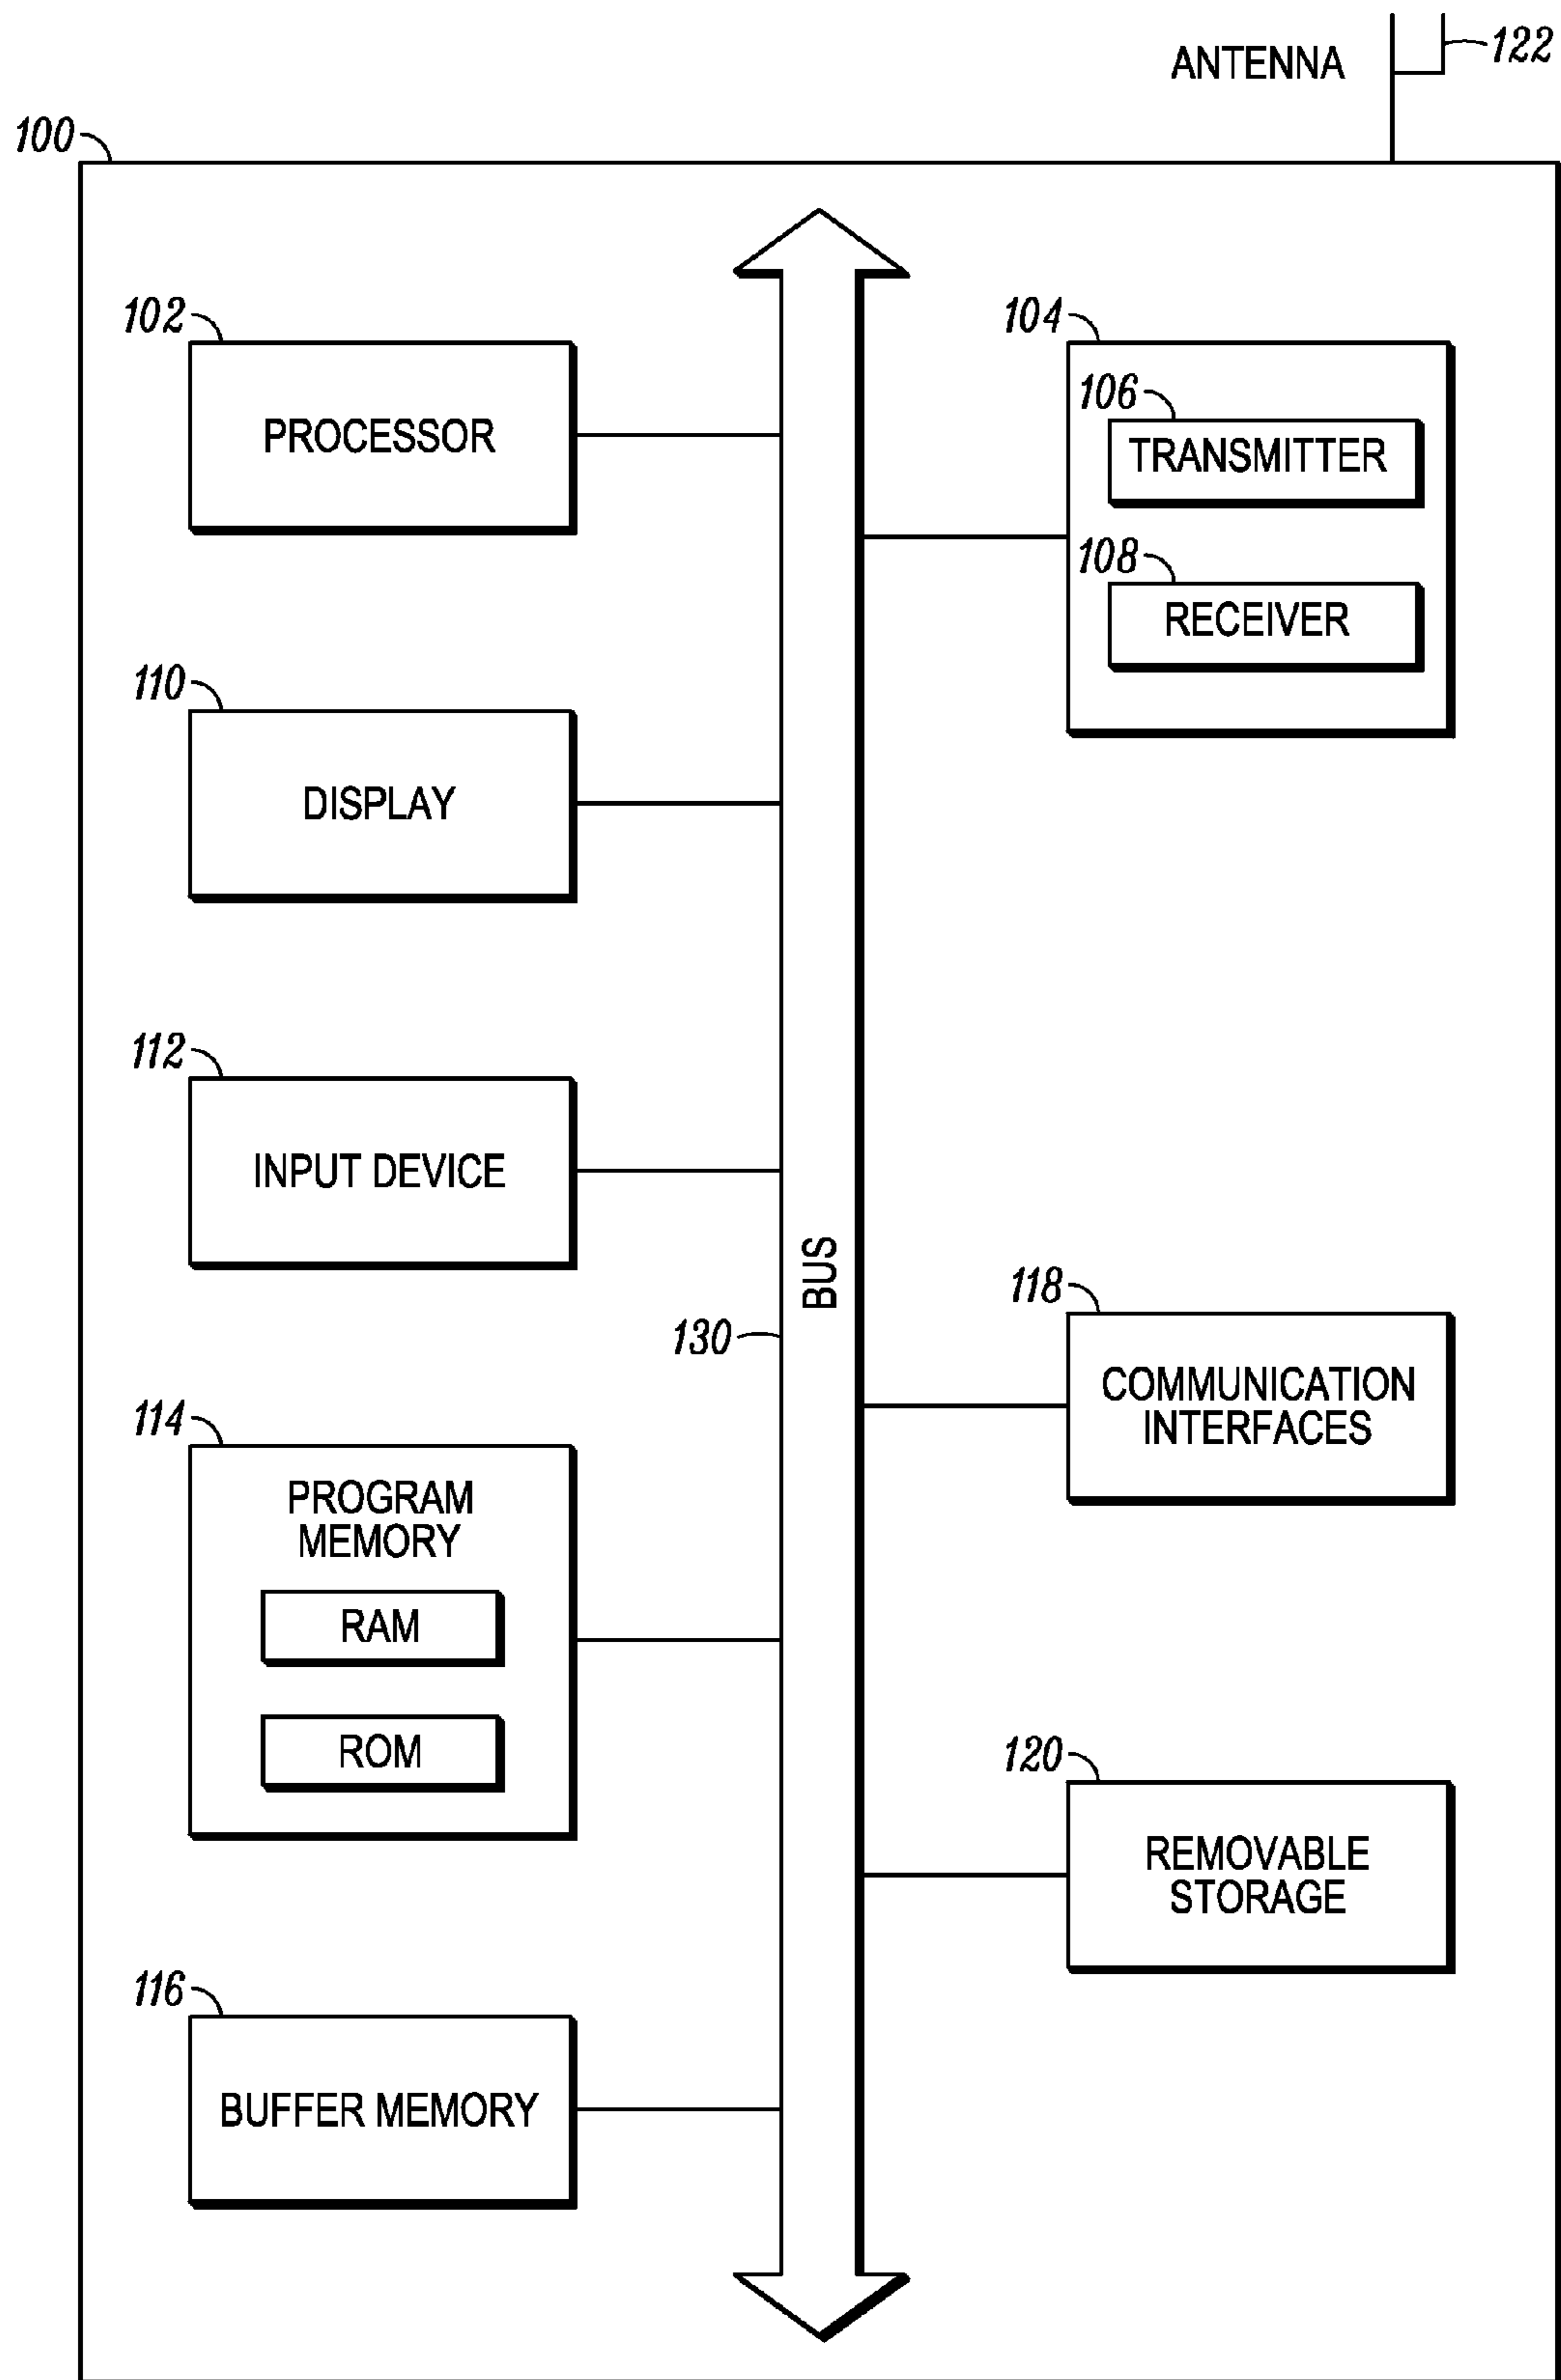 ANTENNA
122
100
102
PROCESSOR
104
106
TRANSMITTER
108
RECEIVER
110
DISPLAY
112
INPUT DEVICE
BUS
130
118
COMMUNICATION
INTERFACES
114
PROGRAM
MEMORY
RAM
ROM
120
REMOVABLE
STORAGE
116
BUFFER MEMORY